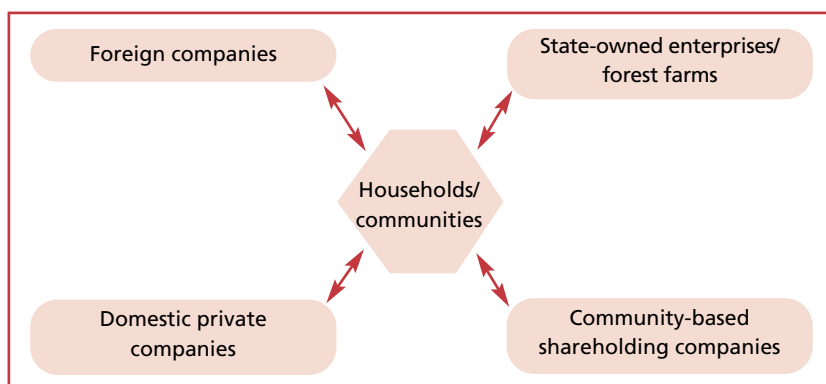 Foreign companies
State-owned enterprises/
forest farms
Households/
communities
Domestic private
companies
Community-based
shareholding companies